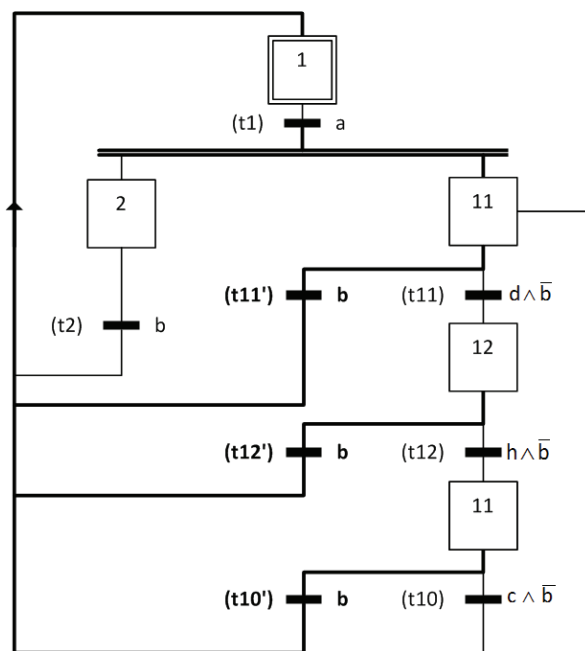 1
(t1) a
2 11
(t11') b (t11) d ∧ b̅
(t2) b
12
(t12') b (t12) h ∧ b̅
11
(t10') b (t10) c ∧ b̅